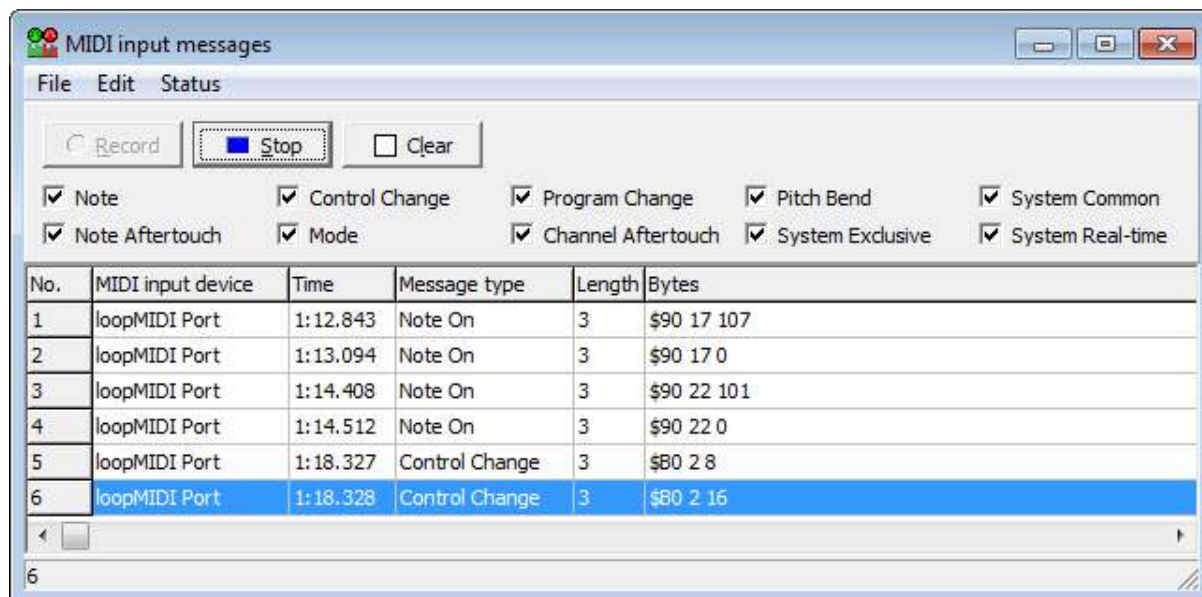 MIDI input messages
File Edit Status
Record Stop Clear
Note Control Change Program Change Pitch Bend System Common
Note Aftertouch Mode Channel Aftertouch System Exclusive System Real-time
No. MIDI input device Time Message type Length Bytes
1 loopMIDI Port 1:12.843 Note On 3 $90 17 107
2 loopMIDI Port 1:13.094 Note On 3 $90 17 0
3 loopMIDI Port 1:14.408 Note On 3 $90 22 101
4 loopMIDI Port 1:14.512 Note On 3 $90 22 0
5 loopMIDI Port 1:18.327 Control Change 3 $B0 2 8
6 loopMIDI Port 1:18.328 Control Change 3 $B0 2 16
6